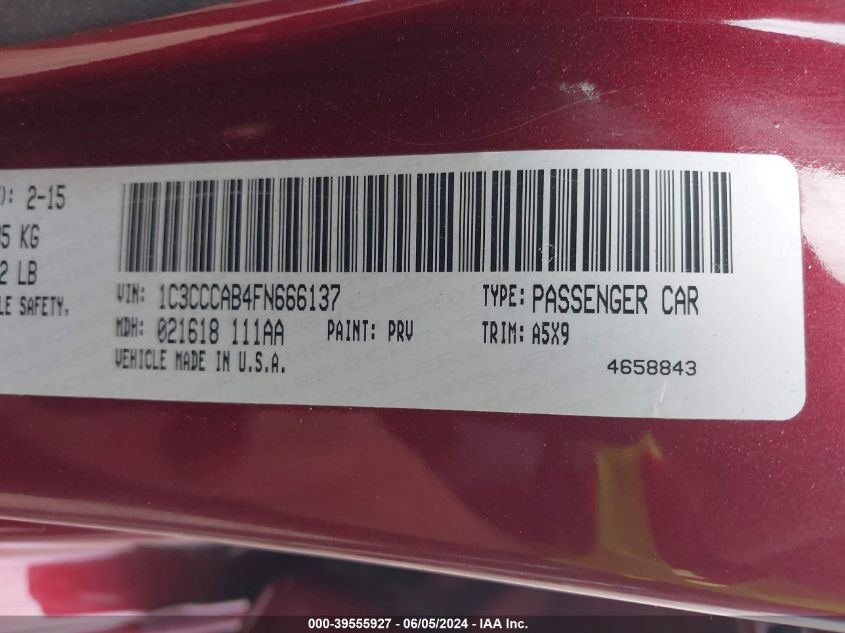 ): 2-15
5 KG
2 LB
LE SAFETY.
VIN: 1C3CCCAB4FN666137 TYPE: PASSENGER CAR
MDH: 021618 111AA PAINT: PRV TRIM: A5X9
VEHICLE MADE IN U.S.A. 4658843
000-39555927 / 06/05/2024 - IAA Inc.